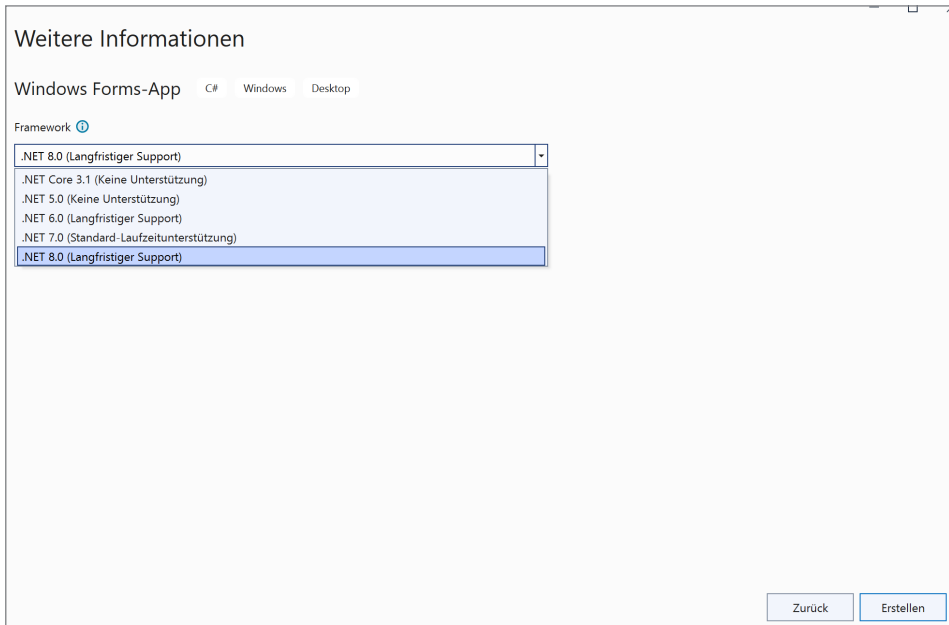 Weitere Informationen
Windows Forms-App C# Windows Desktop
Framework
.NET 8.0 (Langfristiger Support)
.NET Core 3.1 (Keine Unterstützung)
.NET 5.0 (Keine Unterstützung)
.NET 6.0 (Langfristiger Support)
.NET 7.0 (Standard-Laufzeitunterstützung)
.NET 8.0 (Langfristiger Support)
Zurück Erstellen